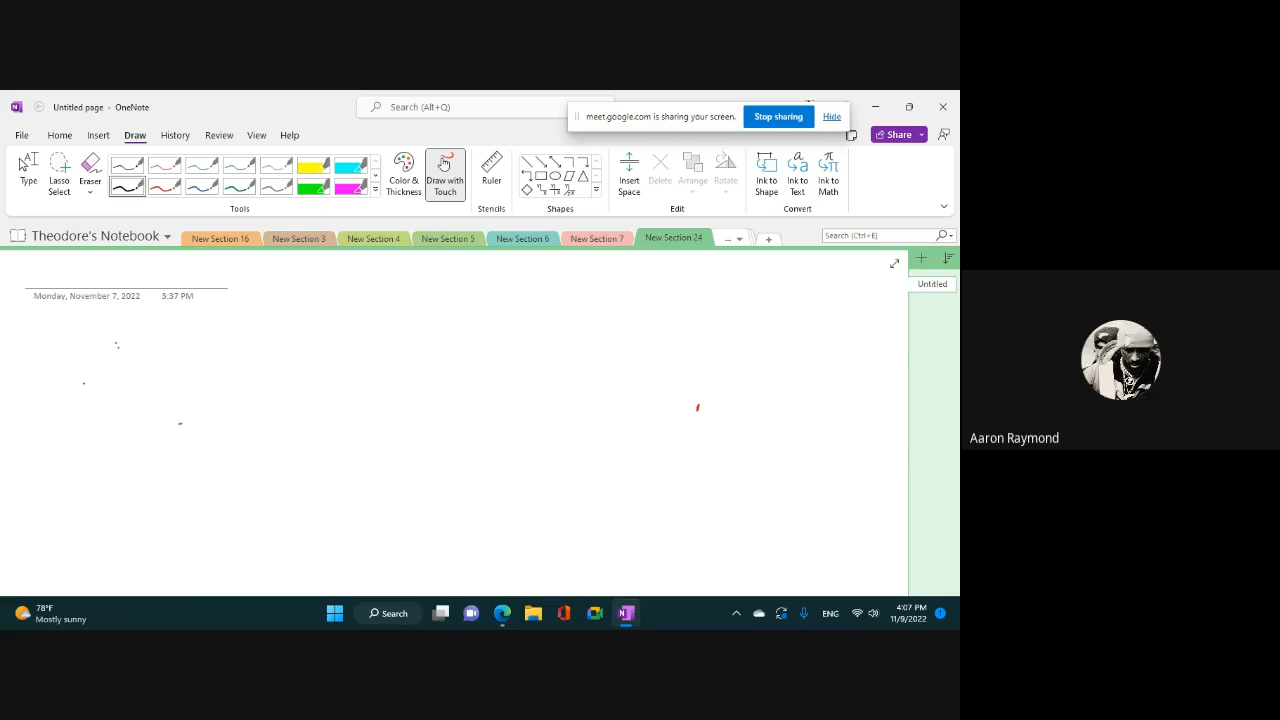 Untitled page - OneNote
Search (Alt+Q)
meet.google.com is sharing your screen.
Stop sharing
Hide
File
Home
Insert
Draw
History
Review
View
Help
Share
Type
Lasso Select
Eraser
Color & Thickness
Draw with Touch
Ruler
Insert Space
Delete
Arrange
Rotate
Ink to Shape
Ink to Text
Ink to Math
Tools
Stencils
Shapes
Edit
Convert
Theodore's Notebook
New Section 16
New Section 3
New Section 4
New Section 5
New Section 6
New Section 7
New Section 24
...
Search (Ctrl+E)
Untitled
Monday, November 7, 2022
3:37 PM
Aaron Raymond
78°F
Mostly sunny
Search
ENG
4:07 PM
11/9/2022
1